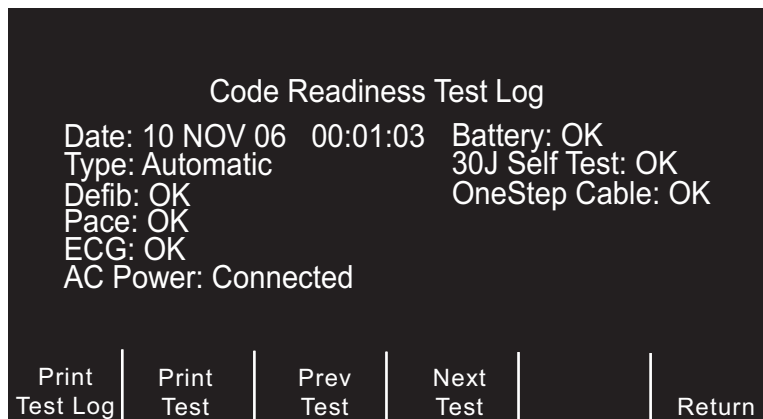 Code Readiness Test Log
Date: 10 NOV 06 00:01:03
Type: Automatic
Defib: OK
Pace: OK
ECG: OK
AC Power: Connected
Battery: OK
30J Self Test: OK
OneStep Cable: OK
Print
Test Log
Print
Test
Prev
Test
Next
Test
Return